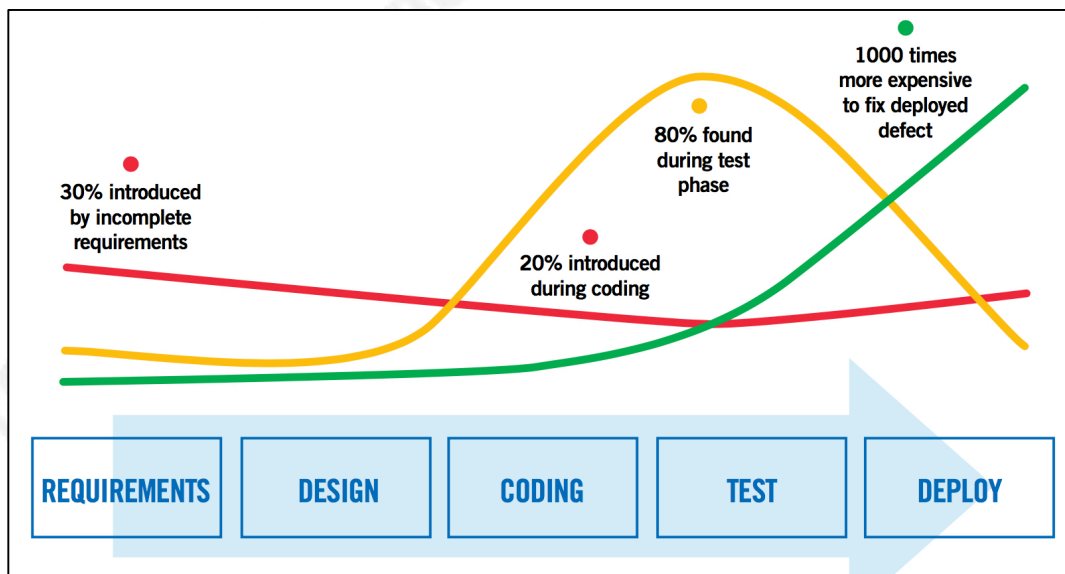 1000 times
more expensive
to fix deployed
defect
80% found
during test
phase
30% introduced
by incomplete
requirements
20% introduced
during coding
REQUIREMENTS
DESIGN
CODING
TEST
DEPLOY